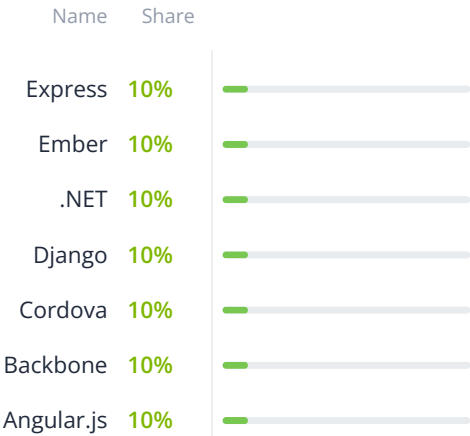 Name Share
Express 10%
Ember 10%
.NET 10%
Django 10%
Cordova 10%
Backbone 10%
Angular.js 10%